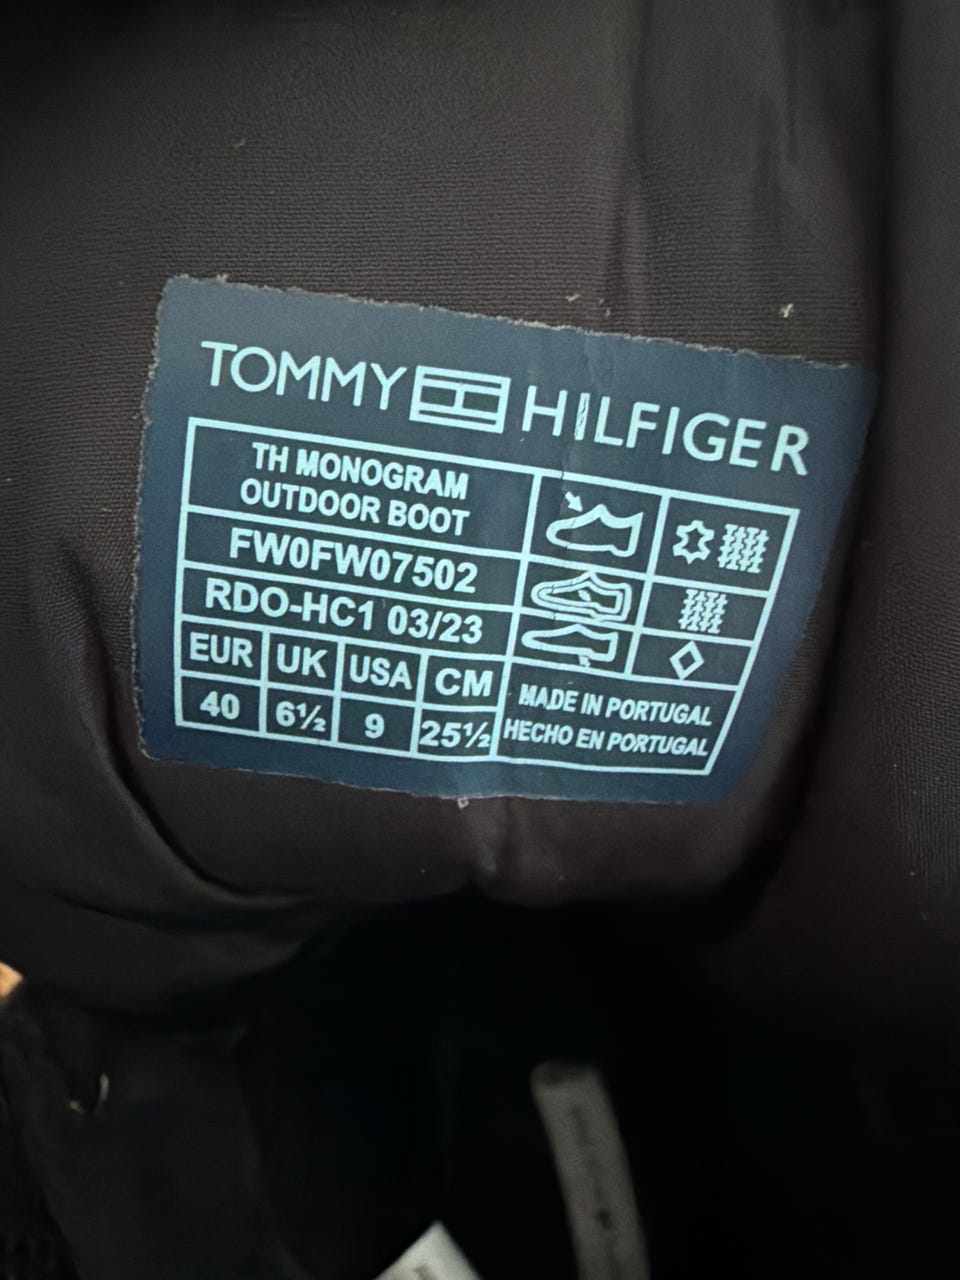 TOMMY HILFIGER
TH MONOGRAM
OUTDOOR BOOT
FW0FW07502
RDO-HC1 03/23
EUR UK USA CM
40 6½ 9 25½
MADE IN PORTUGAL
HECHO EN PORTUGAL